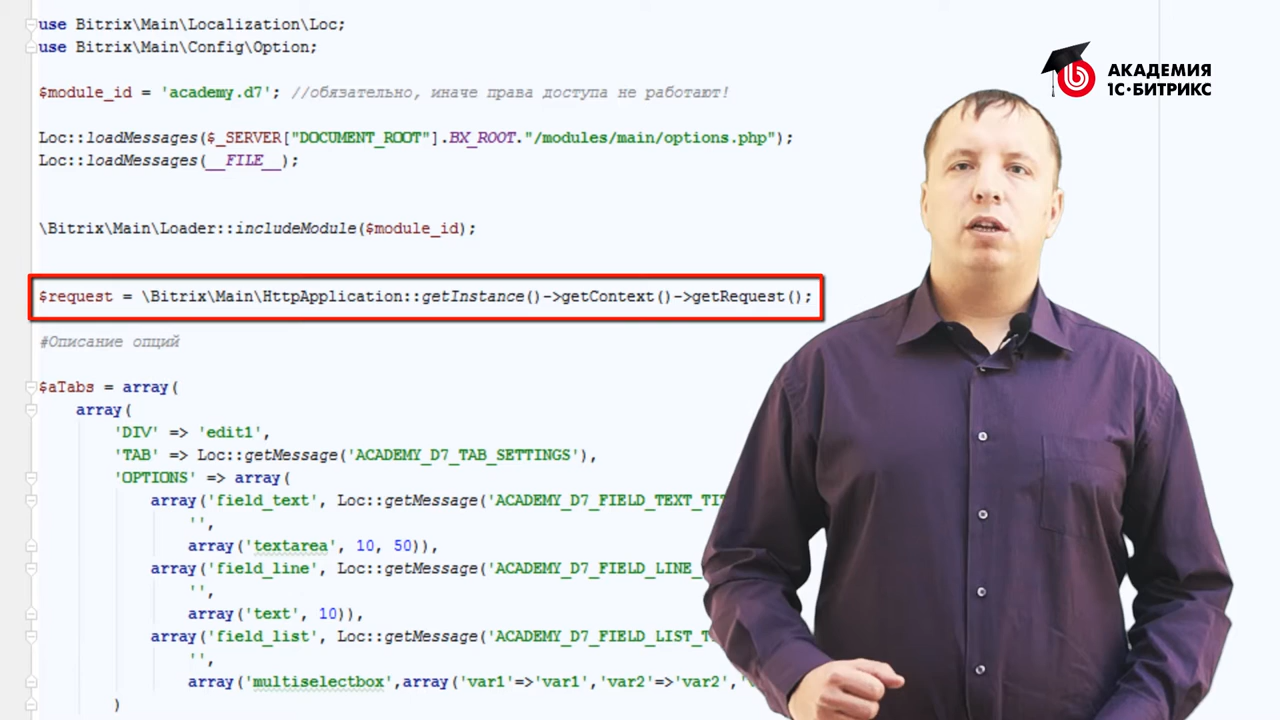 use Bitrix\Main\Localization\Loc;
use Bitrix\Main\Config\Option;
$module_id = 'academy.d7'; //обязательно, иначе права доступа не работают!
Loc::loadMessages($_SERVER["DOCUMENT_ROOT"].BX_ROOT."/modules/main/options.php");
Loc::loadMessages(__FILE__);
\Bitrix\Main\Loader::includeModule($module_id);
$request = \Bitrix\Main\HttpApplication::getInstance()->getContext()->getRequest();
#Описание опций
$aTabs = array(
array(
'DIV' => 'edit1',
'TAB' => Loc::getMessage('ACADEMY_D7_TAB_SETTINGS'),
'OPTIONS' => array(
array('field_text', Loc::getMessage('ACADEMY_D7_FIELD_TEXT_TIT
'',
array('textarea', 10, 50)),
array('field_line', Loc::getMessage('ACADEMY_D7_FIELD_LINE_
'',
array('text', 10)),
array('field_list', Loc::getMessage('ACADEMY_D7_FIELD_LIST_T
'',
array('multiselectbox',array('var1'=>'var1','var2'=>'var2','
)
АКАДЕМИЯ
1С·БИТРИКС